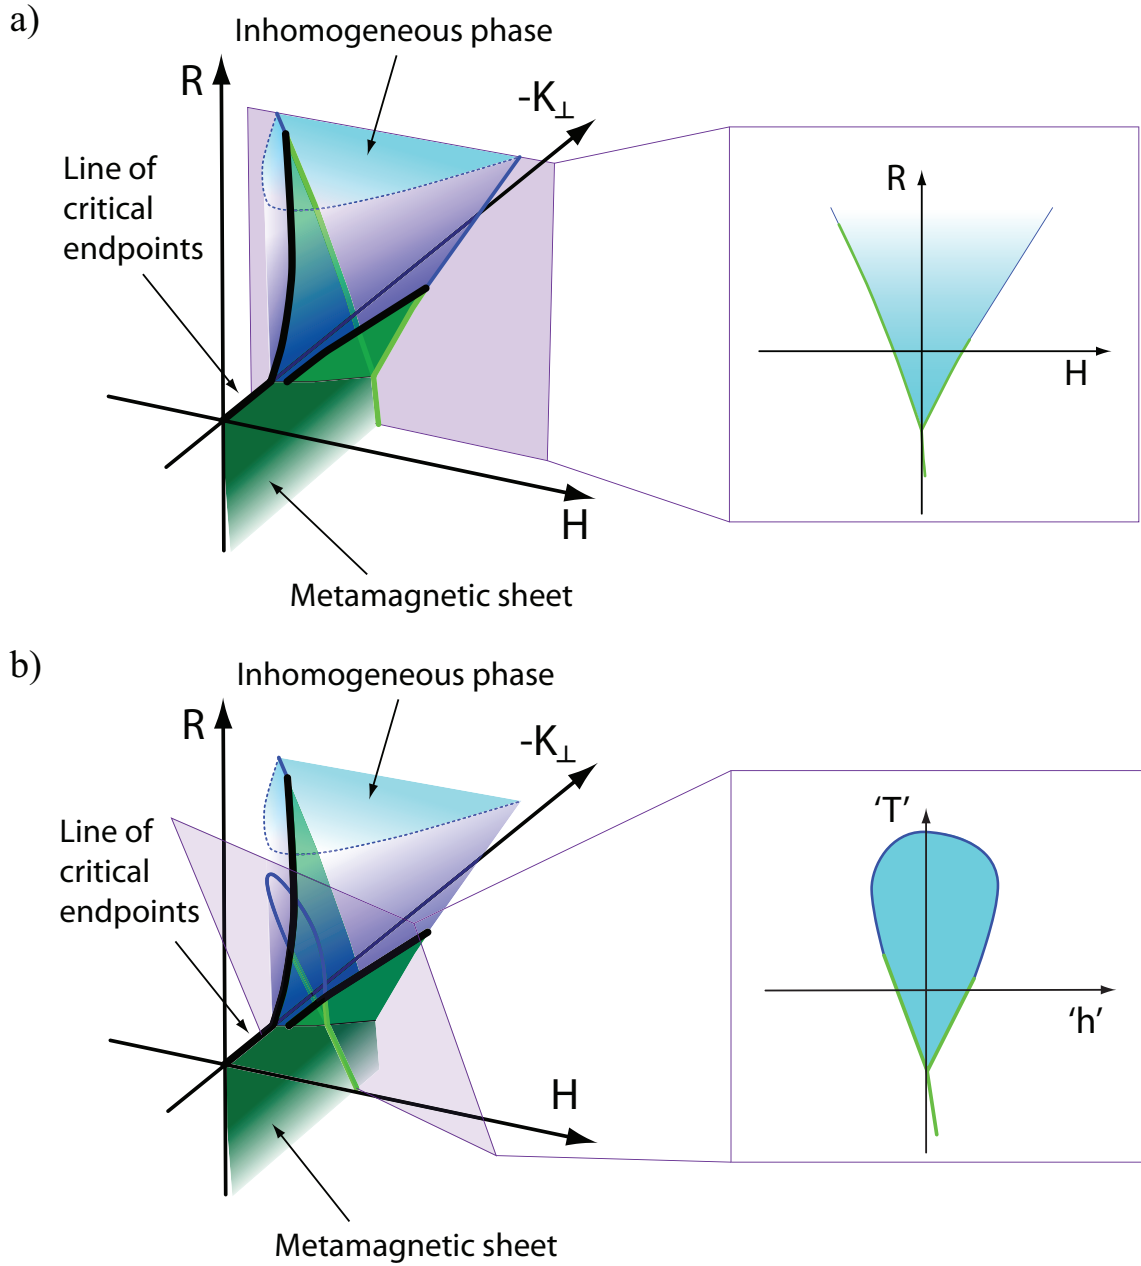 a)
Inhomogeneous phase
R
-K⊥
Line of
critical
endpoints
H
Metamagnetic sheet
R
H
b)
Inhomogeneous phase
R
-K⊥
Line of
critical
endpoints
H
Metamagnetic sheet
‘T’
‘h’